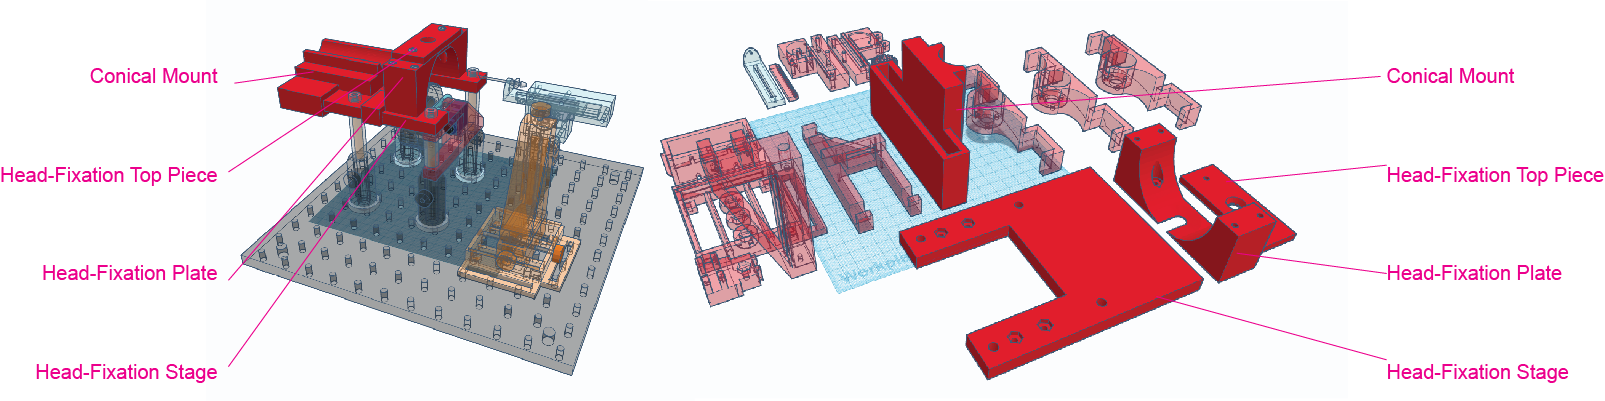 Conical Mount
Head-Fixation Top Piece
Head-Fixation Plate
Head-Fixation Stage
Conical Mount
Head-Fixation Top Piece
Head-Fixation Plate
Head-Fixation Stage